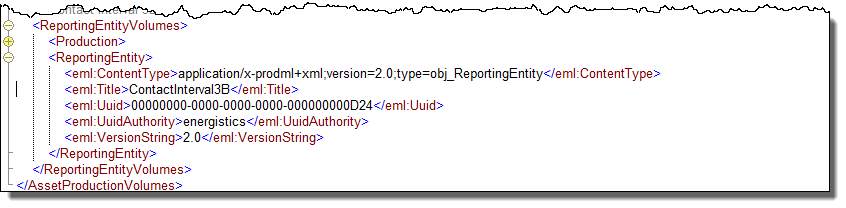 <ReportingEntityVolumes>
<Production>
<ReportingEntity>
<eml:ContentType>application/x-prodml+xml;version=2.0;type=obj_ReportingEntity</eml:ContentType>
<eml:Title>ContactInterval3B</eml:Title>
<eml:Uuid>00000000-0000-0000-0000-000000000D24</eml:Uuid>
<eml:UuidAuthority>energistics</eml:UuidAuthority>
<eml:VersionString>2.0</eml:VersionString>
</ReportingEntity>
</ReportingEntityVolumes>
</AssetProductionVolumes>